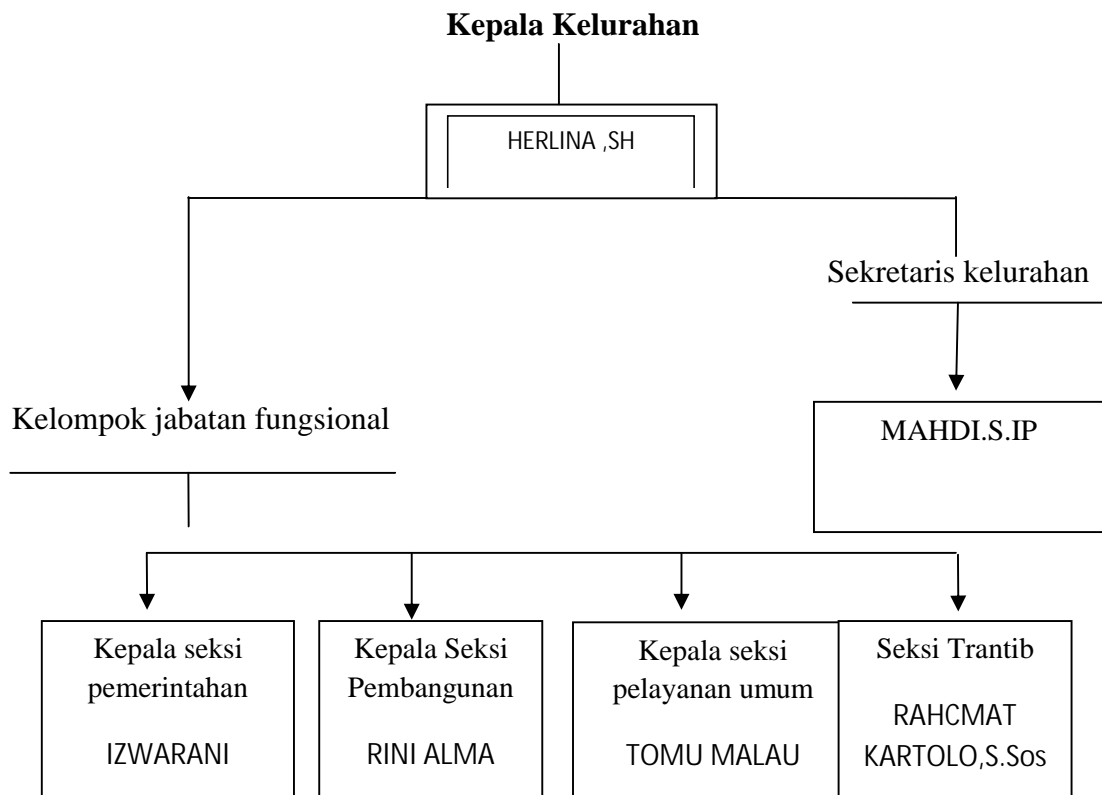 Kepala Kelurahan
HERLINA ,SH
Sekretaris kelurahan
Kelompok jabatan fungsional
MAHDI.S.IP
Kepala seksi
pemerintahan
IZWARANI
Kepala Seksi
Pembangunan
RINI ALMA
Kepala seksi
pelayanan umum
TOMU MALAU
Seksi Trantib
RAHCMAT
KARTOLO,S.Sos